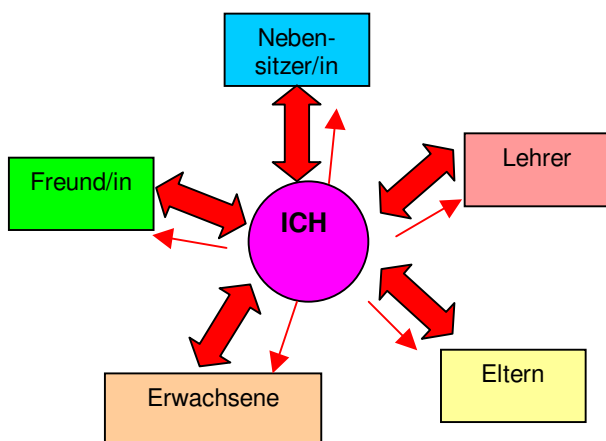 Neben-
sitzer/in
Lehrer
Freund/in
ICH
Eltern
Erwachsene